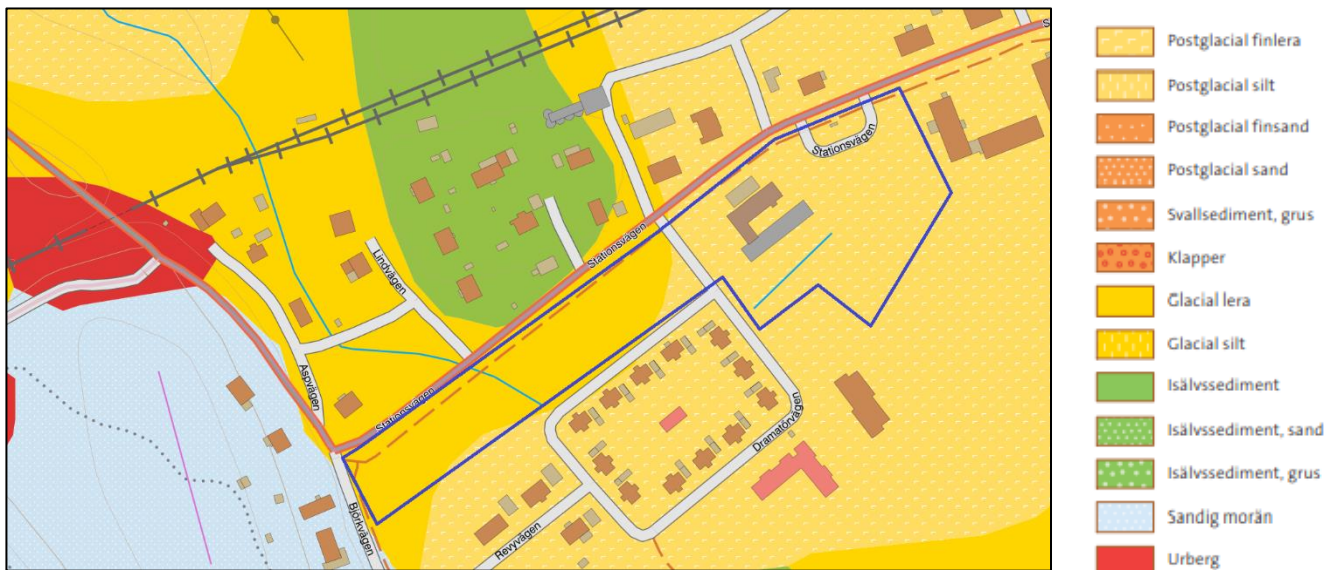 S
Stationsvägen
Lindvägen
Stationsvägen
Aspvägen
Stationsvägen
Dramatörvägen
Björkvägen
Revyvägen
Postglacial finlera
Postglacial silt
Postglacial finsand
Postglacial sand
Svallsediment, grus
Klapper
Glacial lera
Glacial silt
Isälvssediment
Isälvssediment, sand
Isälvssediment, grus
Sandig morän
Urberg